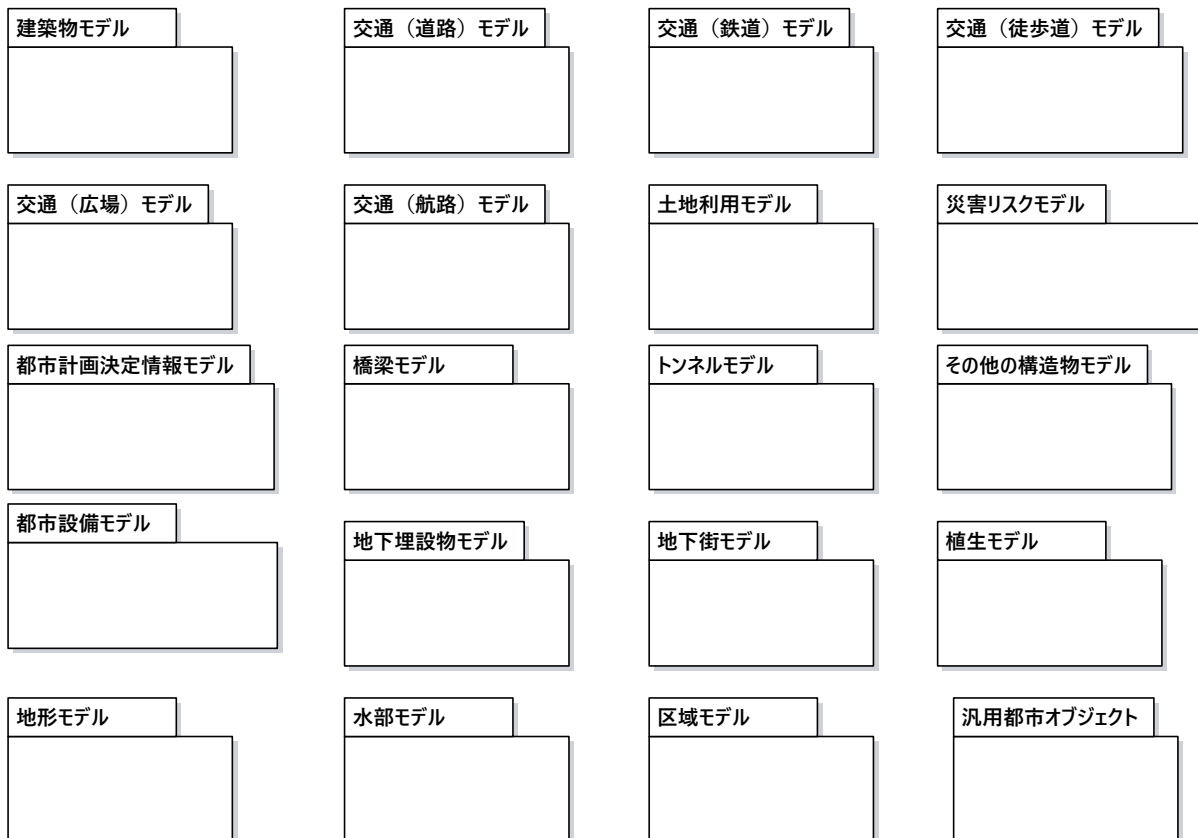 建築物モデル
交通（道路）モデル
交通（鉄道）モデル
交通（徒歩道）モデル
交通（広場）モデル
交通（航路）モデル
土地利用モデル
災害リスクモデル
都市計画決定情報モデル
橋梁モデル
トンネルモデル
その他の構造物モデル
都市設備モデル
地下埋設物モデル
地下街モデル
植生モデル
地形モデル
水部モデル
区域モデル
汎用都市オブジェクト